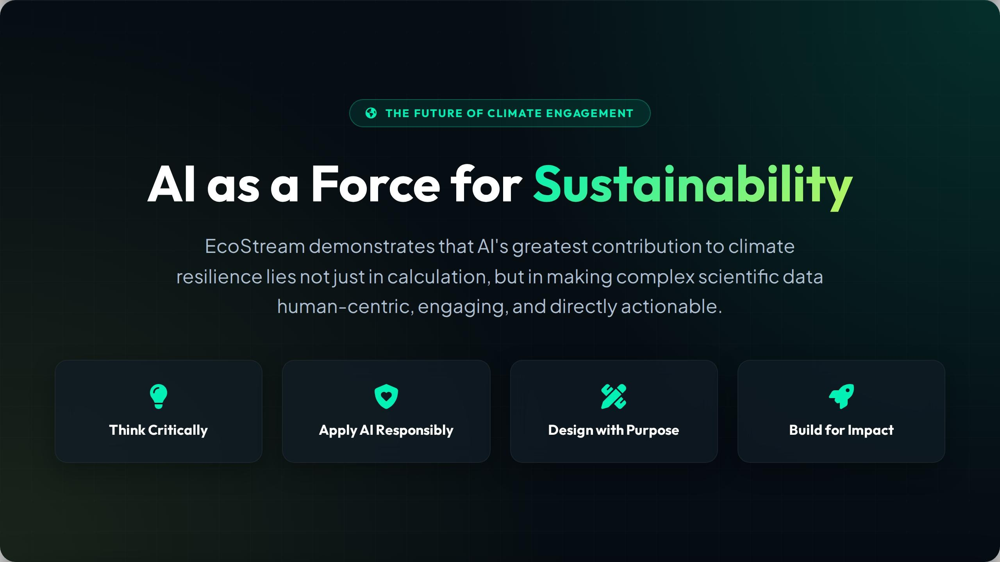 THE FUTURE OF CLIMATE ENGAGEMENT
AI as a Force for Sustainability
EcoStream demonstrates that AI's greatest contribution to climate
resilience lies not just in calculation, but in making complex scientific data
human-centric, engaging, and directly actionable.
Think Critically
Apply AI Responsibly
Design with Purpose
Build for Impact